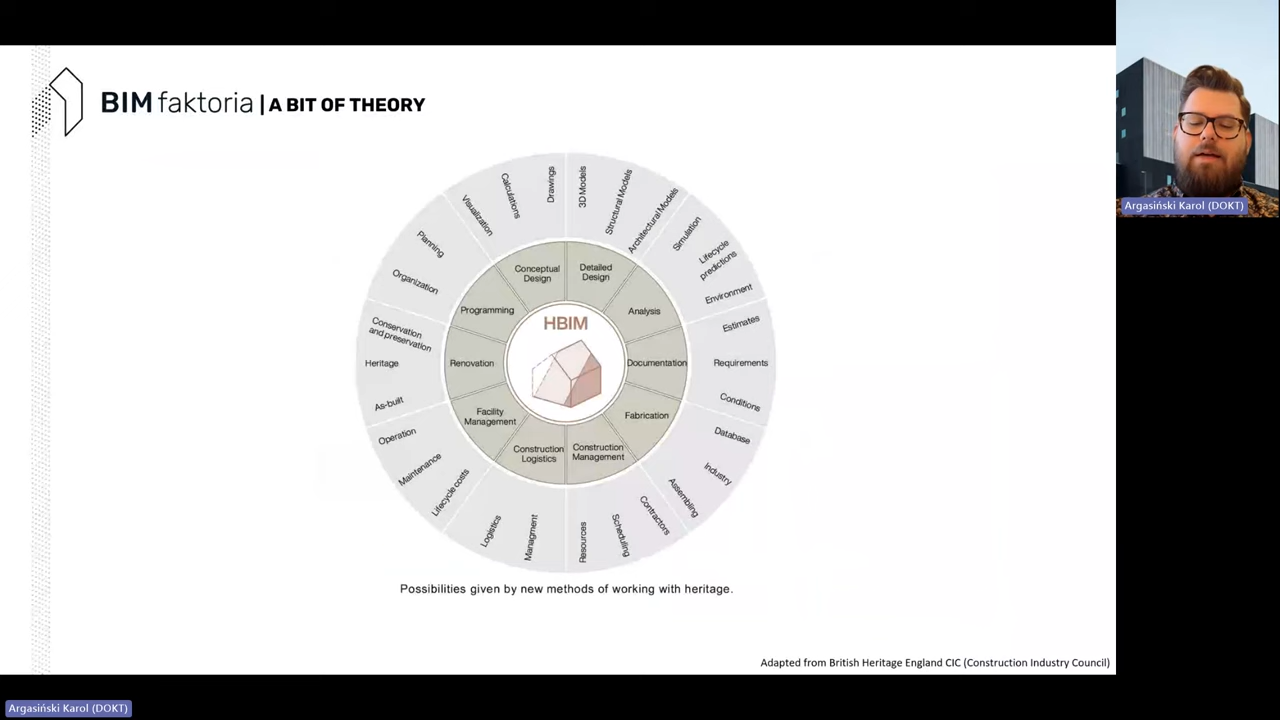 BIMfaktoria | A BIT OF THEORY
Drawings
Calculations
Visualization
3D Models
Structural Models
Architectural Models
Simulation
Lifecycle
predictions
Environment
Planning
Organization
Conservation
and preservation
Heritage
As-built
Estimates
Requirements
Conditions
Operation
Maintenance
Lifecycle costs
Database
Industry
Assembling
Logistics
Managment
Resources
Scheduling
Contractors
Conceptual
Design
Detailed
Design
Programming
Analysis
Renovation
Documentation
Facility
Management
Fabrication
Construction
Logistics
Construction
Management
HBIM
Possibilities given by new methods of working with heritage.
Adapted from British Heritage England CIC (Construction Industry Council)
Argasiński Karol (DOKT)
Argasiński Karol (DOKT)